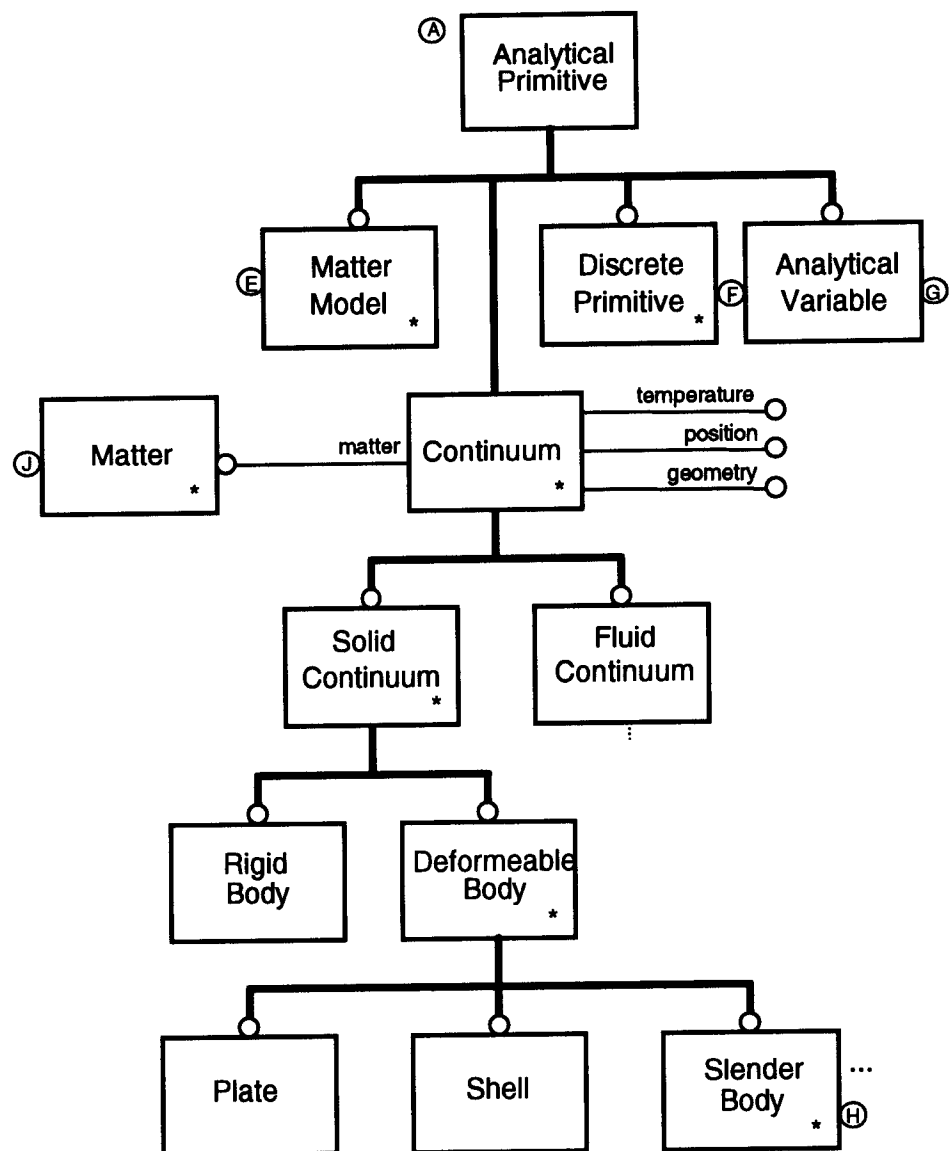 A
Analytical
Primitive
Matter
Model
*
E
Discrete
Primitive
*
F
Analytical
Variable
G
Matter
*
J
matter
Continuum
*
temperature
position
geometry
Solid
Continuum
*
Fluid
Continuum
⋮
Rigid
Body
Deformeable
Body
*
Plate
Shell
Slender
Body
*
...
H